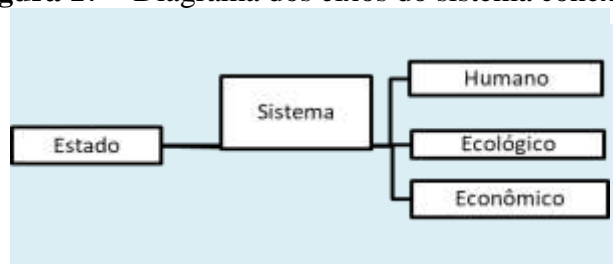 Diagrama dos eixos do sistema
Humano
Sistema
Estado
Ecológico
Econômico